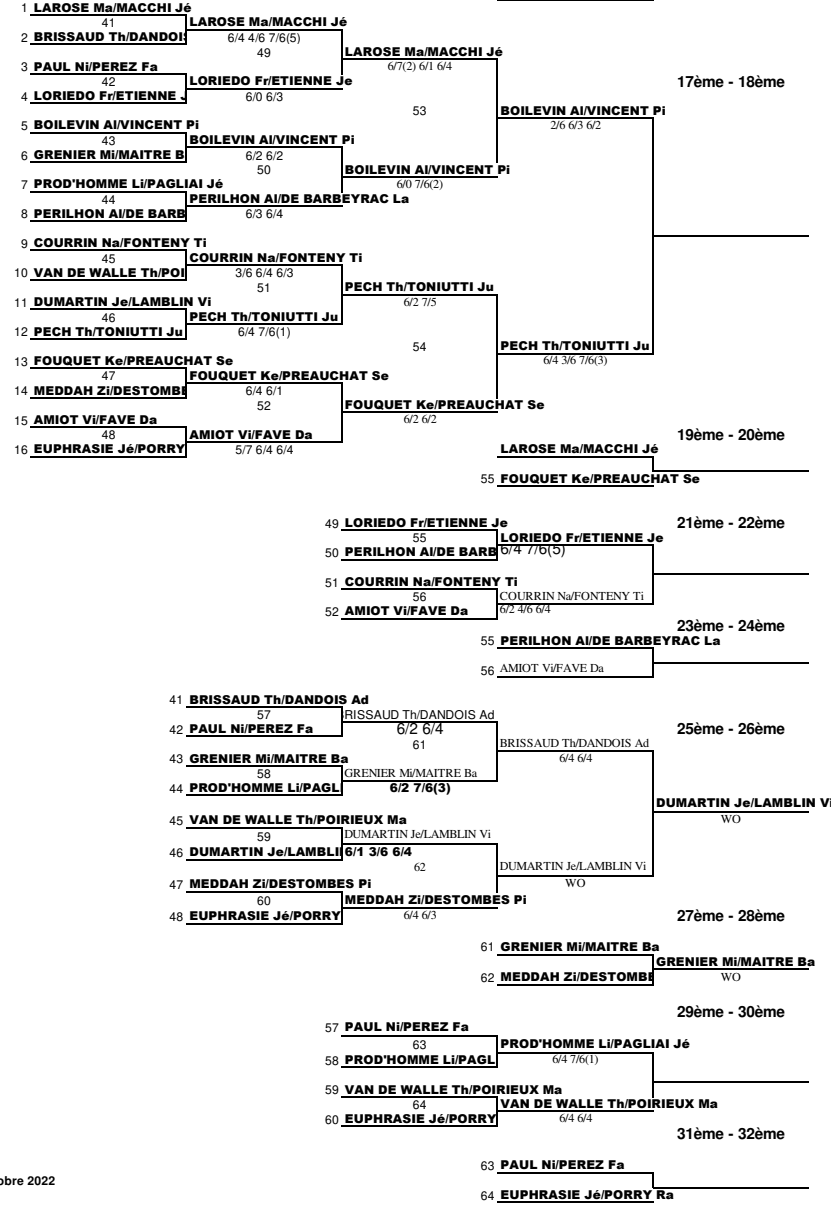 1 LAROSE Ma/MACCHI Jé
41 LAROSE Ma/MACCHI Jé
2 BRISSAUD Th/DANDOIS 6/4 4/6 7/6(5)
49 LAROSE Ma/MACCHI Jé
3 PAUL Ni/PEREZ Fa 6/7(2) 6/1 6/4
42 LORIEDO Fr/ETIENNE Je 17ème - 18ème
4 LORIEDO Fr/ETIENNE J 6/0 6/3
53 BOILEVIN Al/VINCENT Pi
5 BOILEVIN Al/VINCENT Pi 2/6 6/3 6/2
43 BOILEVIN Al/VINCENT Pi
6 GRENIER Mi/MAITRE B 6/2 6/2
50 BOILEVIN Al/VINCENT Pi
7 PROD'HOMME Li/PAGLIAI Jé 6/0 7/6(2)
44 PERILHON Al/DE BARBEYRAC La
8 PERILHON Al/DE BARB 6/3 6/4
9 COURRIN Na/FONTENY Ti
45 COURRIN Na/FONTENY Ti
10 VAN DE WALLE Th/POI 3/6 6/4 6/3
51 PECH Th/TONIUTTI Ju
11 DUMARTIN Je/LAMBLIN Vi 6/2 7/5
46 PECH Th/TONIUTTI Ju
12 PECH Th/TONIUTTI Ju 6/4 7/6(1)
54 PECH Th/TONIUTTI Ju
13 FOUQUET Ke/PREAUCHAT Se 6/4 3/6 7/6(3)
47 FOUQUET Ke/PREAUCHAT Se
14 MEDDAH Zi/DESTOMBE 6/4 6/1
52 FOUQUET Ke/PREAUCHAT Se
15 AMIOT Vi/FAVE Da 6/2 6/2
48 AMIOT Vi/FAVE Da 19ème - 20ème
16 EUPHRASIE Jé/PORRY 5/7 6/4 6/4 LAROSE Ma/MACCHI Jé
55 FOUQUET Ke/PREAUCHAT Se
49 LORIEDO Fr/ETIENNE Je 21ème - 22ème
55 LORIEDO Fr/ETIENNE Je
50 PERILHON Al/DE BARB 6/4 7/6(5)
51 COURRIN Na/FONTENY Ti
56 COURRIN Na/FONTENY Ti
52 AMIOT Vi/FAVE Da 6/2 4/6 6/4
23ème - 24ème
55 PERILHON Al/DE BARBEYRAC La
56 AMIOT Vi/FAVE Da
41 BRISSAUD Th/DANDOIS Ad
57 RISSAUD Th/DANDOIS Ad
42 PAUL Ni/PEREZ Fa 6/2 6/4 25ème - 26ème
61 BRISSAUD Th/DANDOIS Ad
43 GRENIER Mi/MAITRE Ba 6/4 6/4
58 GRENIER Mi/MAITRE Ba
44 PROD'HOMME Li/PAGL 6/2 7/6(3)
DUMARTIN Je/LAMBLIN Vi
45 VAN DE WALLE Th/POIRIEUX Ma WO
59 DUMARTIN Je/LAMBLIN Vi
46 DUMARTIN Je/LAMBLI 6/1 3/6 6/4
62 DUMARTIN Je/LAMBLIN Vi
47 MEDDAH Zi/DESTOMBES Pi WO
60 MEDDAH Zi/DESTOMBES Pi
48 EUPHRASIE Jé/PORRY 6/4 6/3 27ème - 28ème
61 GRENIER Mi/MAITRE Ba
GRENIER Mi/MAITRE Ba
62 MEDDAH Zi/DESTOMBE WO
29ème - 30ème
57 PAUL Ni/PEREZ Fa
63 PROD'HOMME Li/PAGLIAI Jé
58 PROD'HOMME Li/PAGL 6/4 7/6(1)
59 VAN DE WALLE Th/POIRIEUX Ma
64 VAN DE WALLE Th/POIRIEUX Ma
60 EUPHRASIE Jé/PORRY 6/4 6/4
31ème - 32ème
63 PAUL Ni/PEREZ Fa
obre 2022
64 EUPHRASIE Jé/PORRY Ra